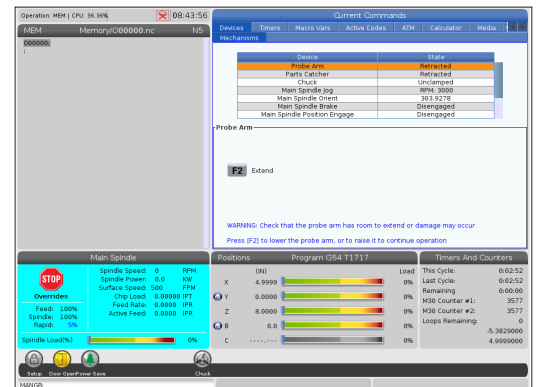 Operation: MEM | CPU: 36.36% 08:43:56
MEM Memory/O00000.nc N5
O00000;
;
Current Commands
Devices Timers Macro Vars Active Codes ATM Calculator Media
Mechanisms
Device State
Probe Arm Retracted
Parts Catcher Retracted
Chuck Unclamped
Main Spindle Jog RPM: 3000
Main Spindle Orient 303.9278
Main Spindle Brake Disengaged
Main Spindle Position Engage Disengaged
Probe Arm
F2 Extend
WARNING: Check that the probe arm has room to extend or damage may occur
Press [F2] to lower the probe arm, or to raise it to continue operation
Main Spindle
STOP
Spindle Speed: 0 RPM
Spindle Power: 0.0 KW
Surface Speed: 500 FPM
Chip Load: 0.00000 IPT
Feed Rate: 0.0000 IPR
Active Feed: 0.0000 IPR
Overrides
Feed: 100%
Spindle: 100%
Rapid: 5%
Spindle Load(%) 0%
Positions Program G54 T1717
(IN) Load
X 4.9999 0%
Y 0.0000 0%
Z 8.0000 0%
B 0.0 0%
C ----.--- 0%
Timers And Counters
This Cycle: 0:02:52
Last Cycle: 0:02:52
Remaining 0:00:00
M30 Counter #1: 3577
M30 Counter #2: 3577
Loops Remaining: 0
-5.3829000
4.9999000
Setup Door Open Power Save Chuck